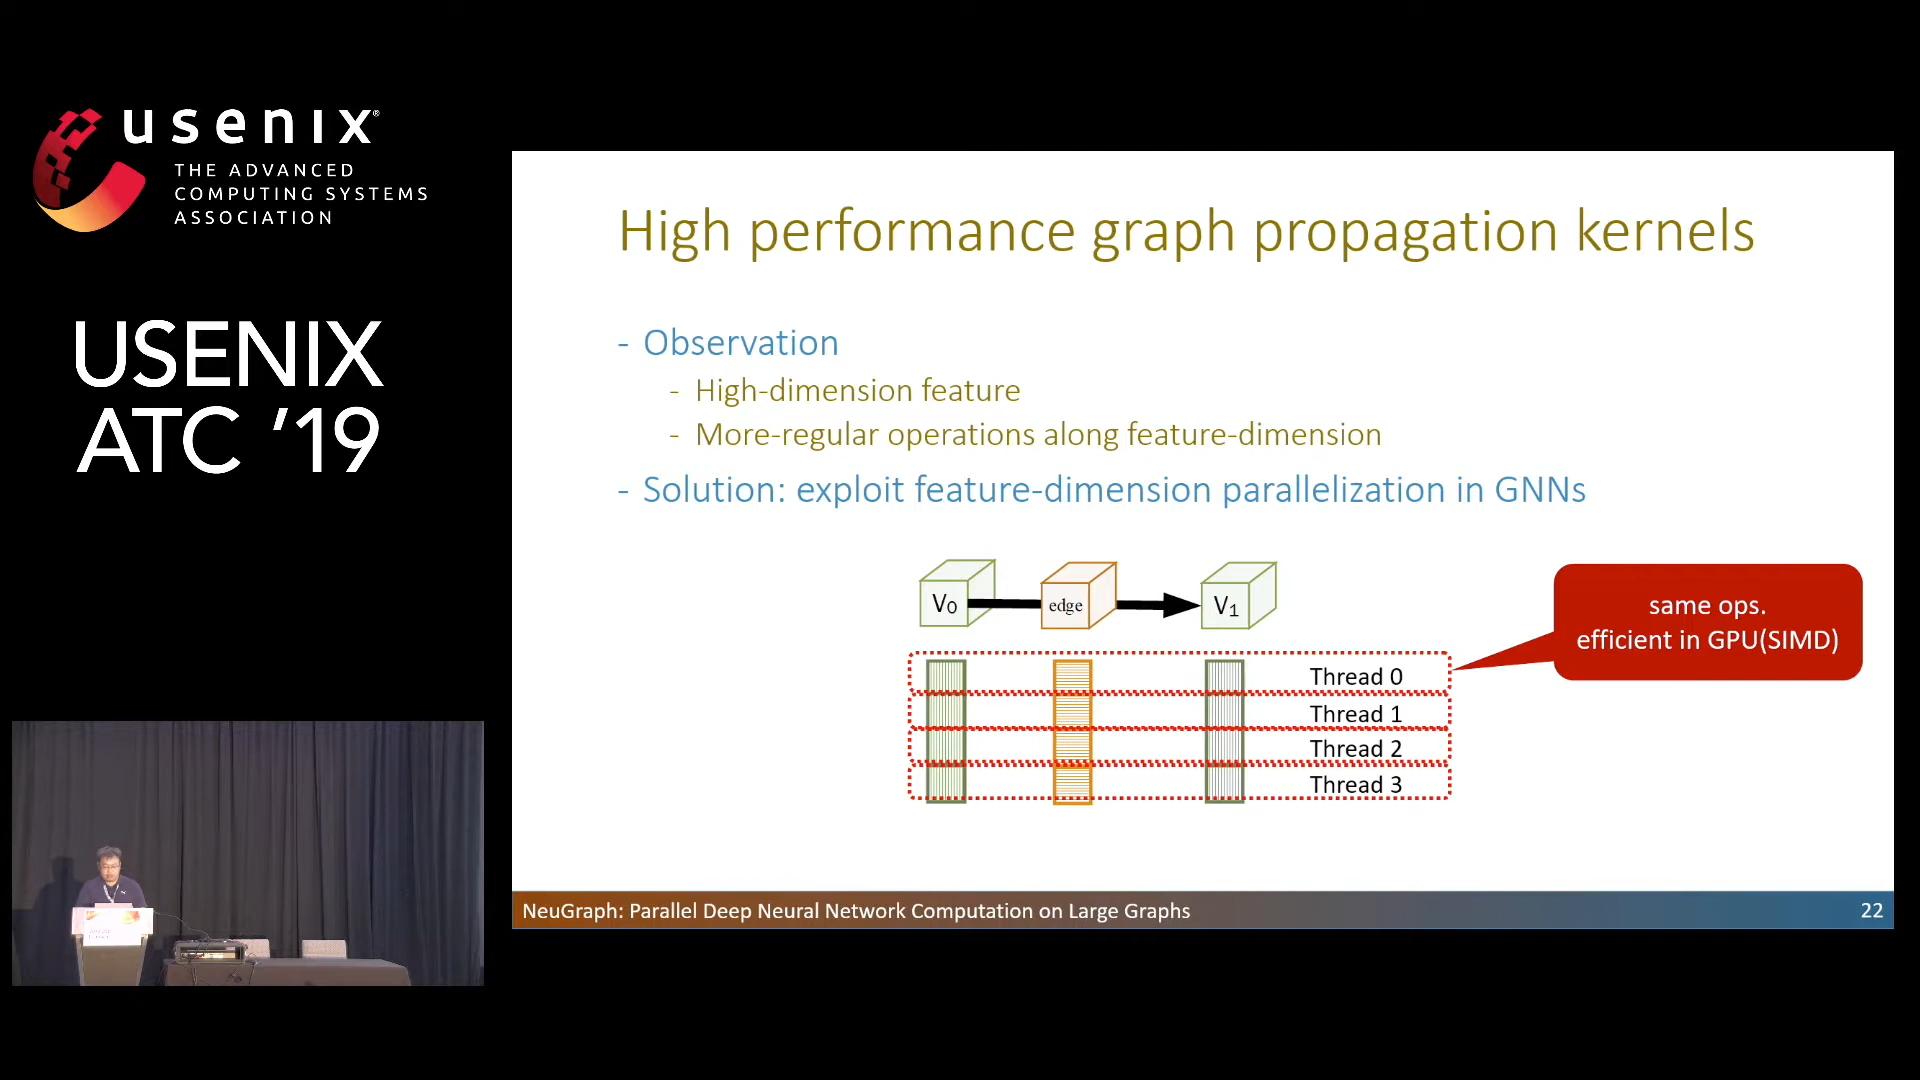 usenix®
THE ADVANCED
COMPUTING SYSTEMS
ASSOCIATION
USENIX
ATC ’19
High performance graph propagation kernels
- Observation
- High-dimension feature
- More-regular operations along feature-dimension
- Solution: exploit feature-dimension parallelization in GNNs
V0
edge
V1
same ops.
efficient in GPU(SIMD)
Thread 0
Thread 1
Thread 2
Thread 3
NeuGraph: Parallel Deep Neural Network Computation on Large Graphs
22